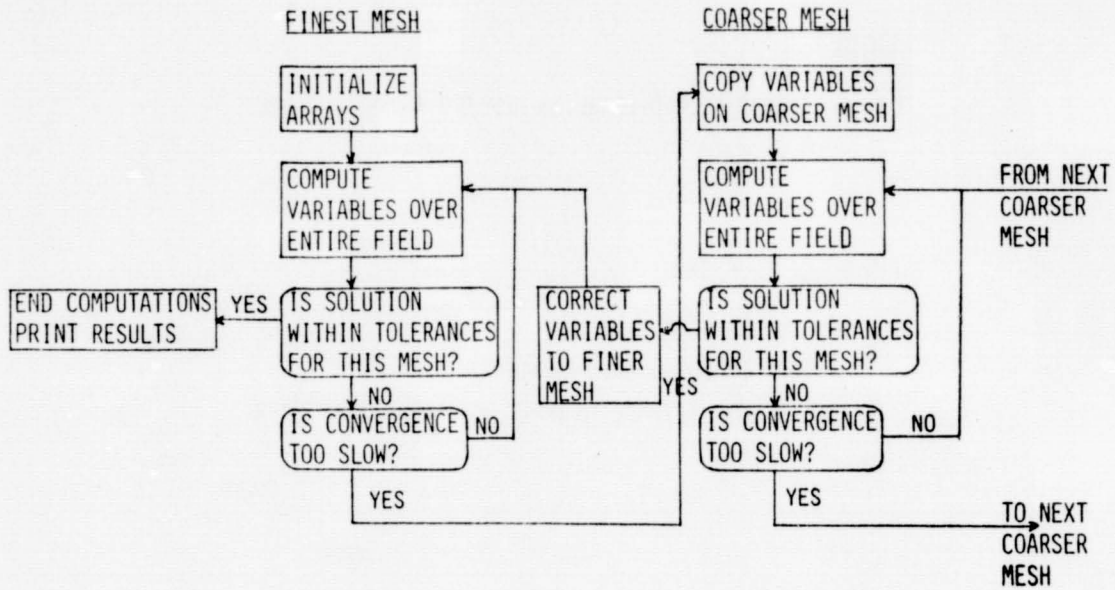 FINEST MESH
INITIALIZE
ARRAYS
COMPUTE
VARIABLES OVER
ENTIRE FIELD
IS SOLUTION
WITHIN TOLERANCES
FOR THIS MESH?
YES
END COMPUTATIONS
PRINT RESULTS
NO
IS CONVERGENCE
TOO SLOW?
NO
YES
CORRECT
VARIABLES
TO FINER
MESH
COARSER MESH
COPY VARIABLES
ON COARSER MESH
COMPUTE
VARIABLES OVER
ENTIRE FIELD
FROM NEXT
COARSER
MESH
IS SOLUTION
WITHIN TOLERANCES
FOR THIS MESH?
YES
NO
IS CONVERGENCE
TOO SLOW?
NO
YES
TO NEXT
COARSER
MESH